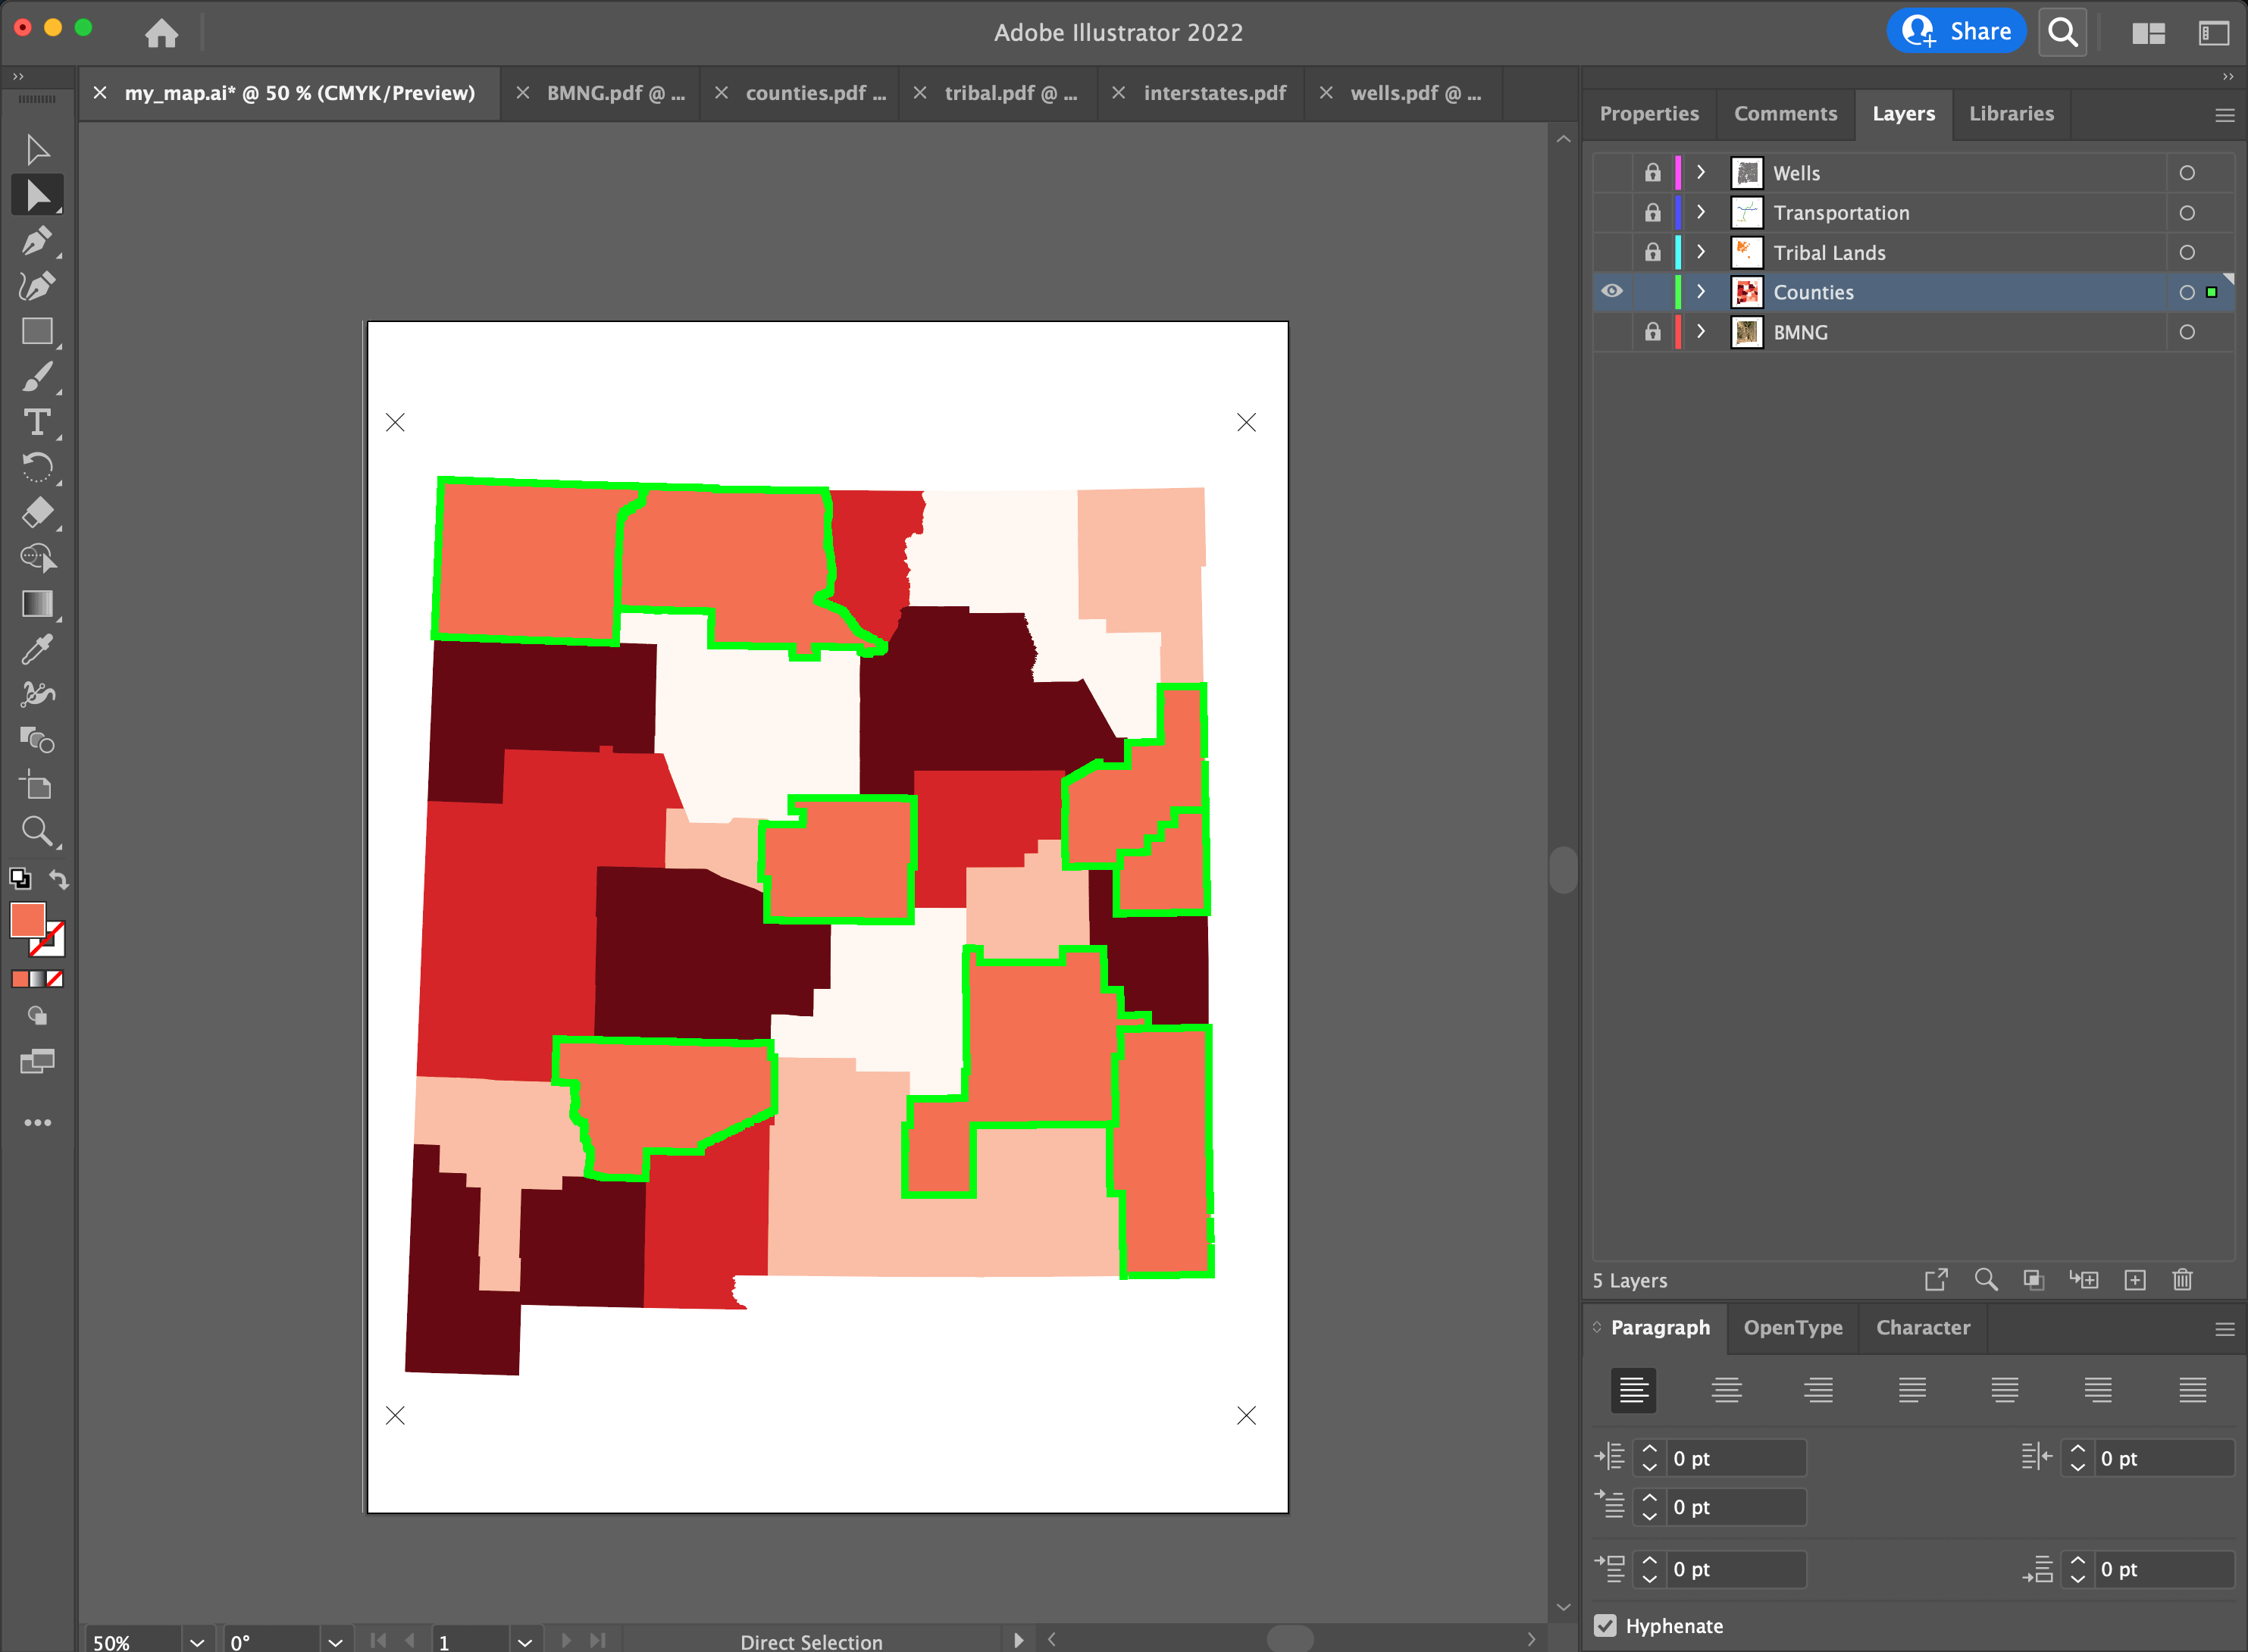 Adobe Illustrator 2022
Share
my_map.ai* @ 50 % (CMYK/Preview)
BMNG.pdf @ ...
counties.pdf ...
tribal.pdf @ ...
interstates.pdf
wells.pdf @ ...
Properties
Comments
Layers
Libraries
Wells
Transportation
Tribal Lands
Counties
BMNG
5 Layers
Paragraph
OpenType
Character
0 pt
0 pt
0 pt
0 pt
0 pt
Hyphenate
50%
0°
1
Direct Selection